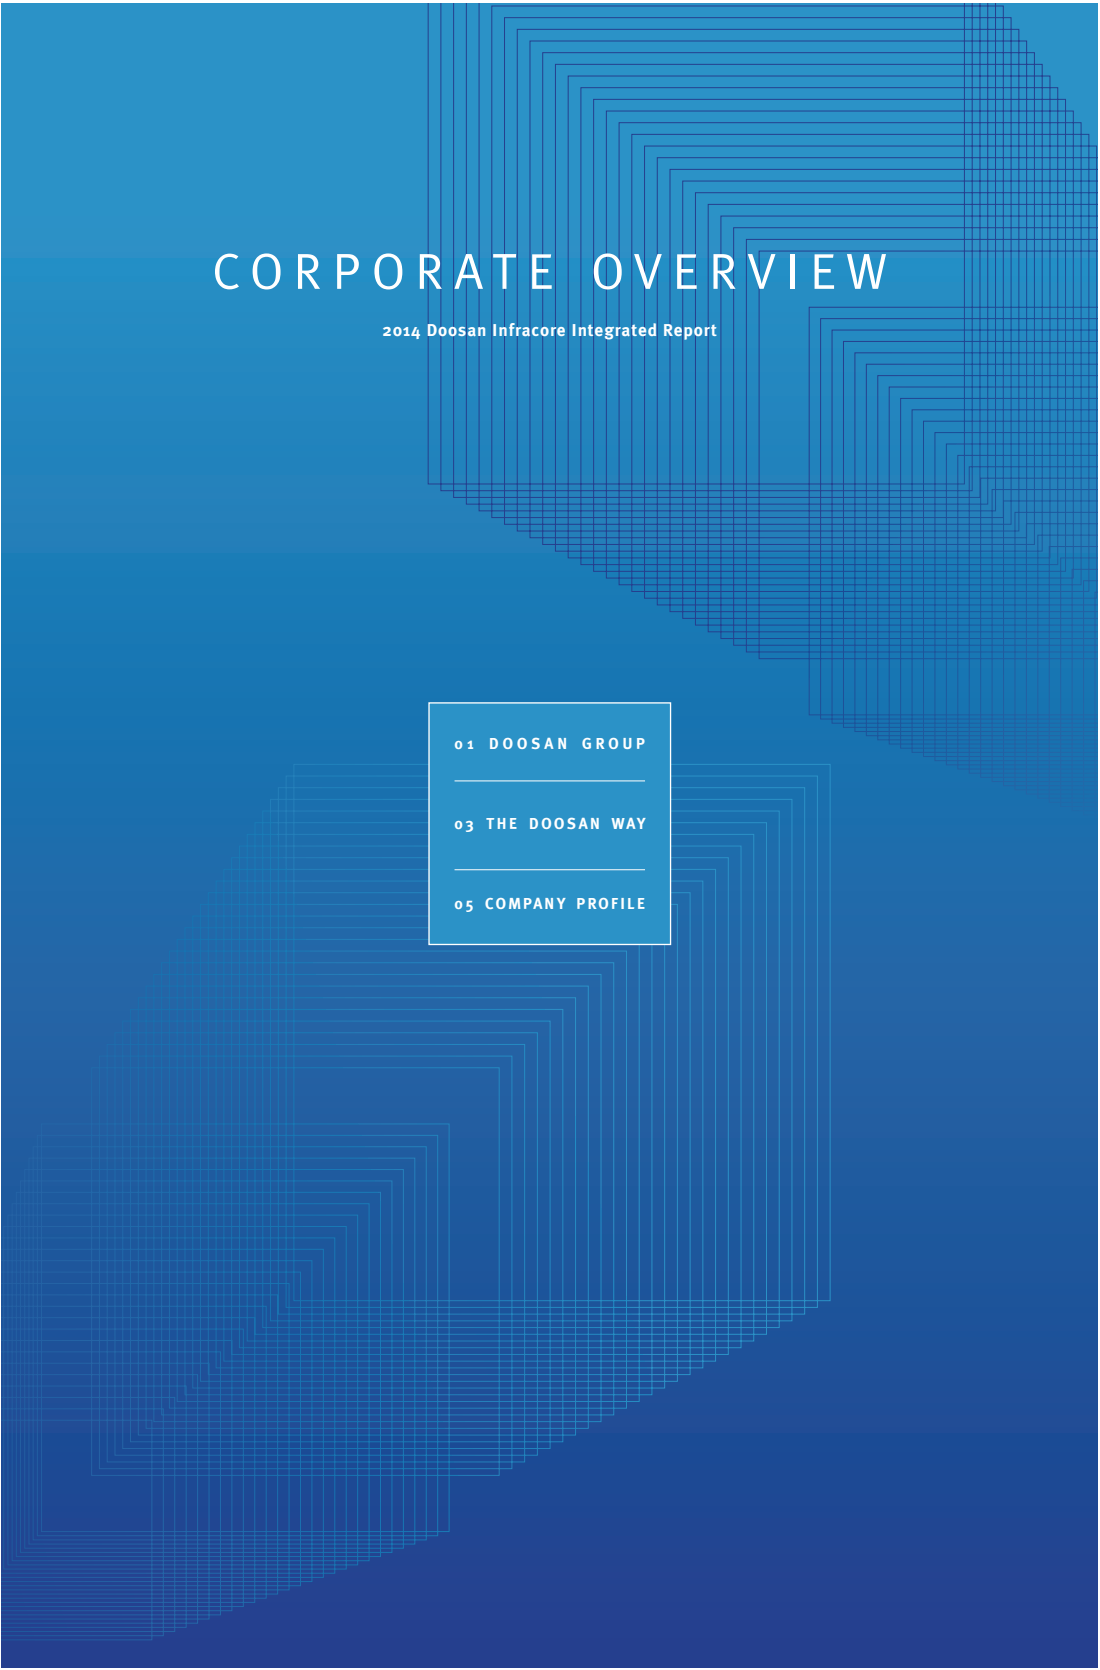 CORPORATE OVERVIEW
2014 Doosan Infracore Integrated Report
01 DOOSAN GROUP
03 THE DOOSAN WAY
05 COMPANY PROFILE